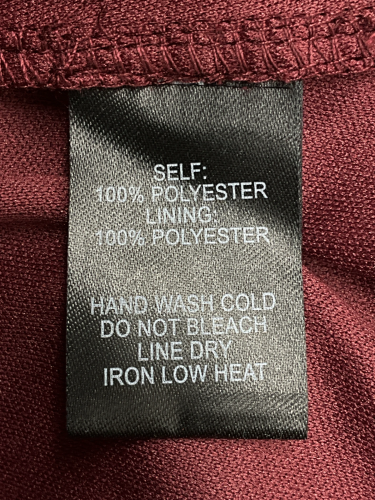 SELF:
100% POLYESTER
LINING:
100% POLYESTER
HAND WASH COLD
DO NOT BLEACH
LINE DRY
IRON LOW HEAT